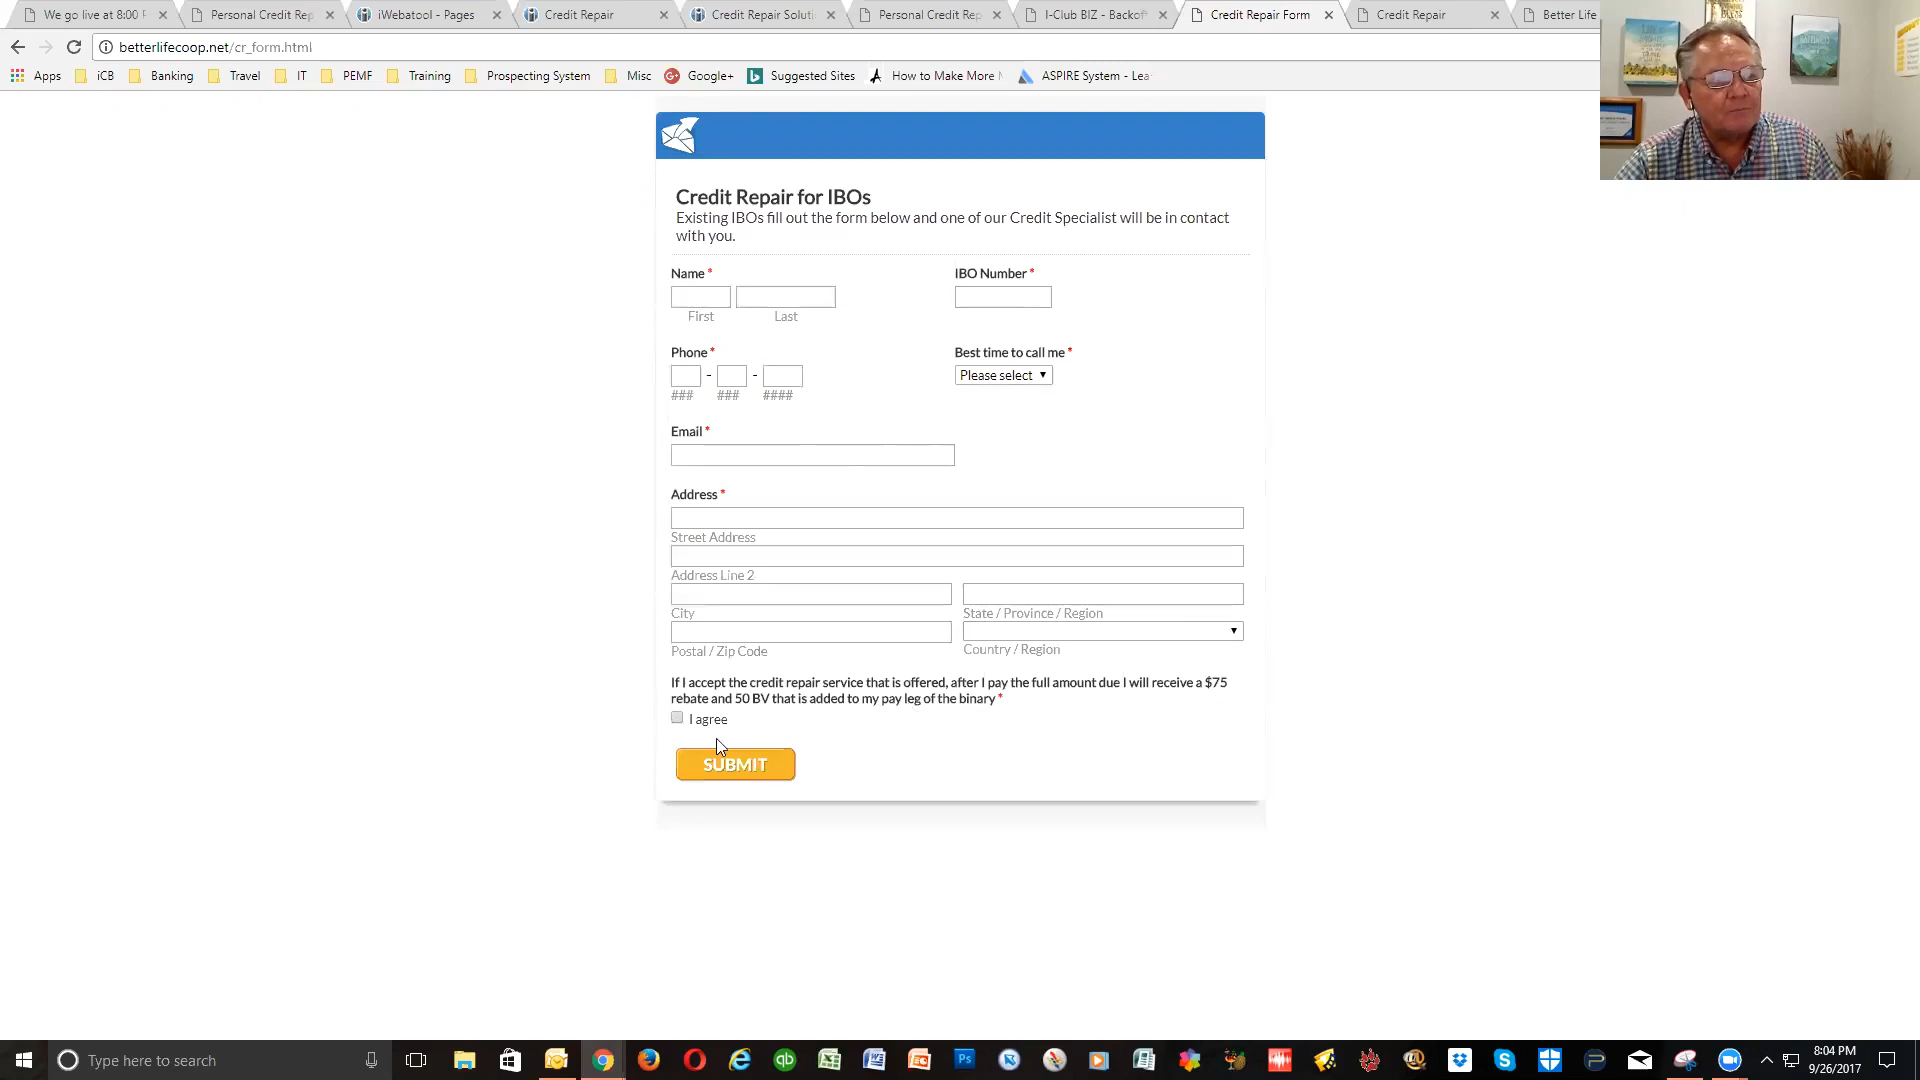 We go live at 8:00
Personal Credit Rep
iWebatool - Pages
Credit Repair
Credit Repair Soluti
Personal Credit Rep
I-Club BIZ - Backoff
Credit Repair Form
Credit Repair
Better Life
betterlifecoop.net/cr_form.html
Apps
iCB
Banking
Travel
IT
PEMF
Training
Prospecting System
Misc
Google+
Suggested Sites
How to Make More
ASPIRE System - Lea
Credit Repair for IBOs
Existing IBOs fill out the form below and one of our Credit Specialist will be in contact
with you.
Name *
IBO Number *
First
Last
Phone *
Best time to call me *
- -
Please select
### ### ####
Email *
Address *
Street Address
Address Line 2
City
State / Province / Region
Postal / Zip Code
Country / Region
If I accept the credit repair service that is offered, after I pay the full amount due I will receive a $75
rebate and 50 BV that is added to my pay leg of the binary *
I agree
SUBMIT
Type here to search
8:04 PM
9/26/2017